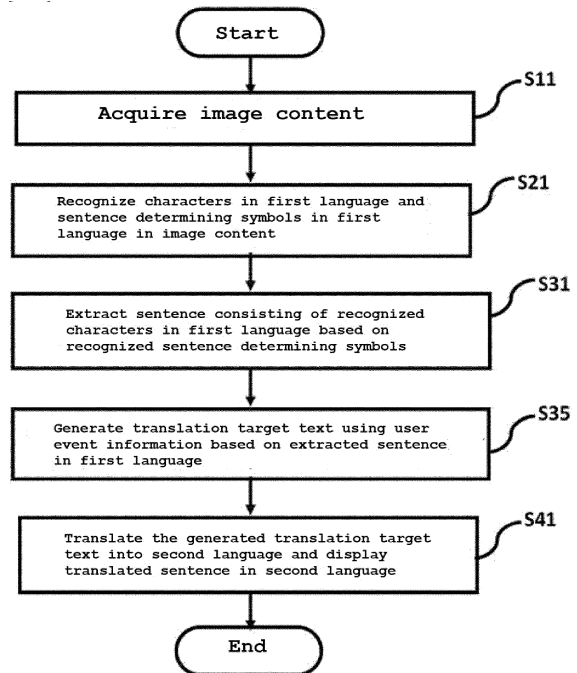 Start
S11
Acquire image content
S21
Recognize characters in first language and
sentence determining symbols in first
language in image content
S31
Extract sentence consisting of recognized
characters in first language based on
recognized sentence determining symbols
S35
Generate translation target text using user
event information based on extracted sentence
in first language
S41
Translate the generated translation target
text into second language and display
translated sentence in second language
End